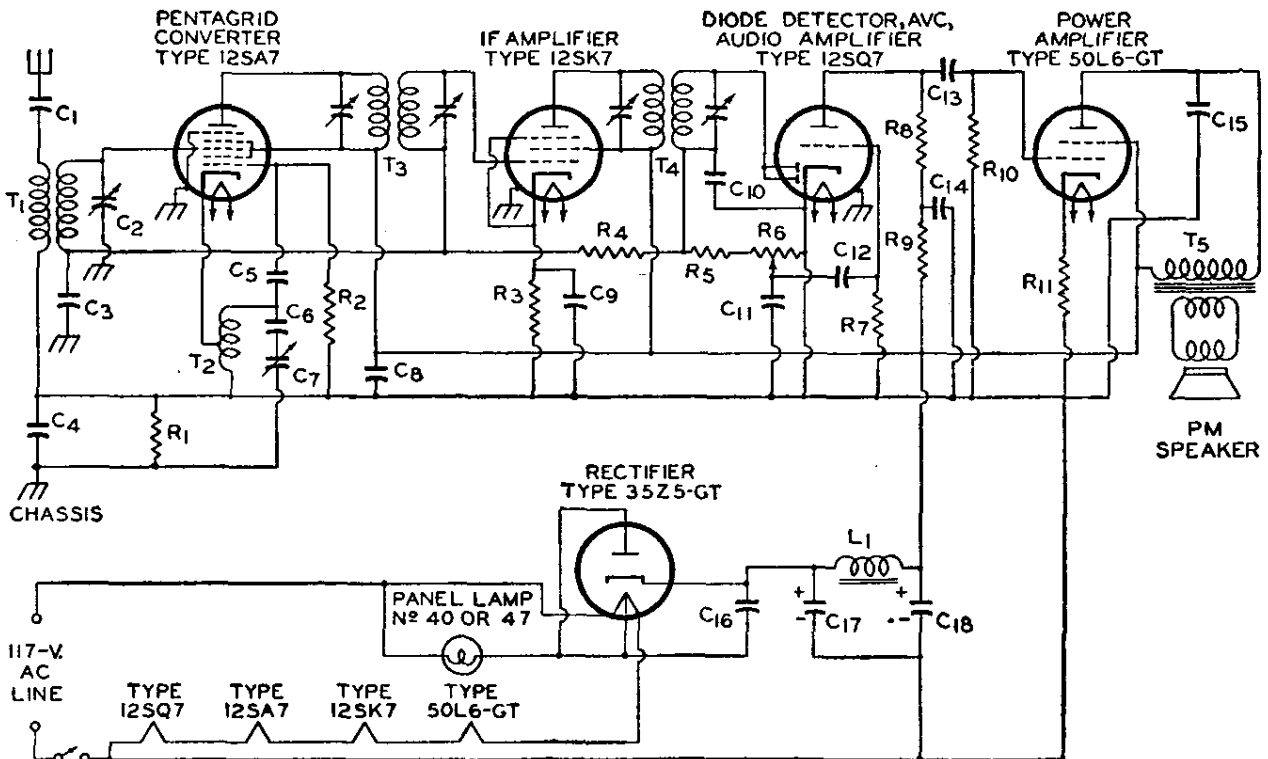 PENTAGRID
CONVERTER
TYPE 12SA7
IF AMPLIFIER
TYPE 12SK7
DIODE DETECTOR, AVC,
AUDIO AMPLIFIER
TYPE 12SQ7
POWER
AMPLIFIER
TYPE 50L6-GT
C1
T1
C2
C3
C4
R1
T2
C5
C6
C7
R2
T3
C8
R3
C9
R4
T4
C10
R5
R6
C11
C12
R7
R8
C13
C14
R9
R10
R11
C15
T5
PM
SPEAKER
CHASSIS
RECTIFIER
TYPE 35Z5-GT
PANEL LAMP
Nº 40 OR 47
C16
+
-
C17
L1
+
-
C18
117-V.
AC
LINE
TYPE
12SQ7
TYPE
12SA7
TYPE
12SK7
TYPE
50L6-GT